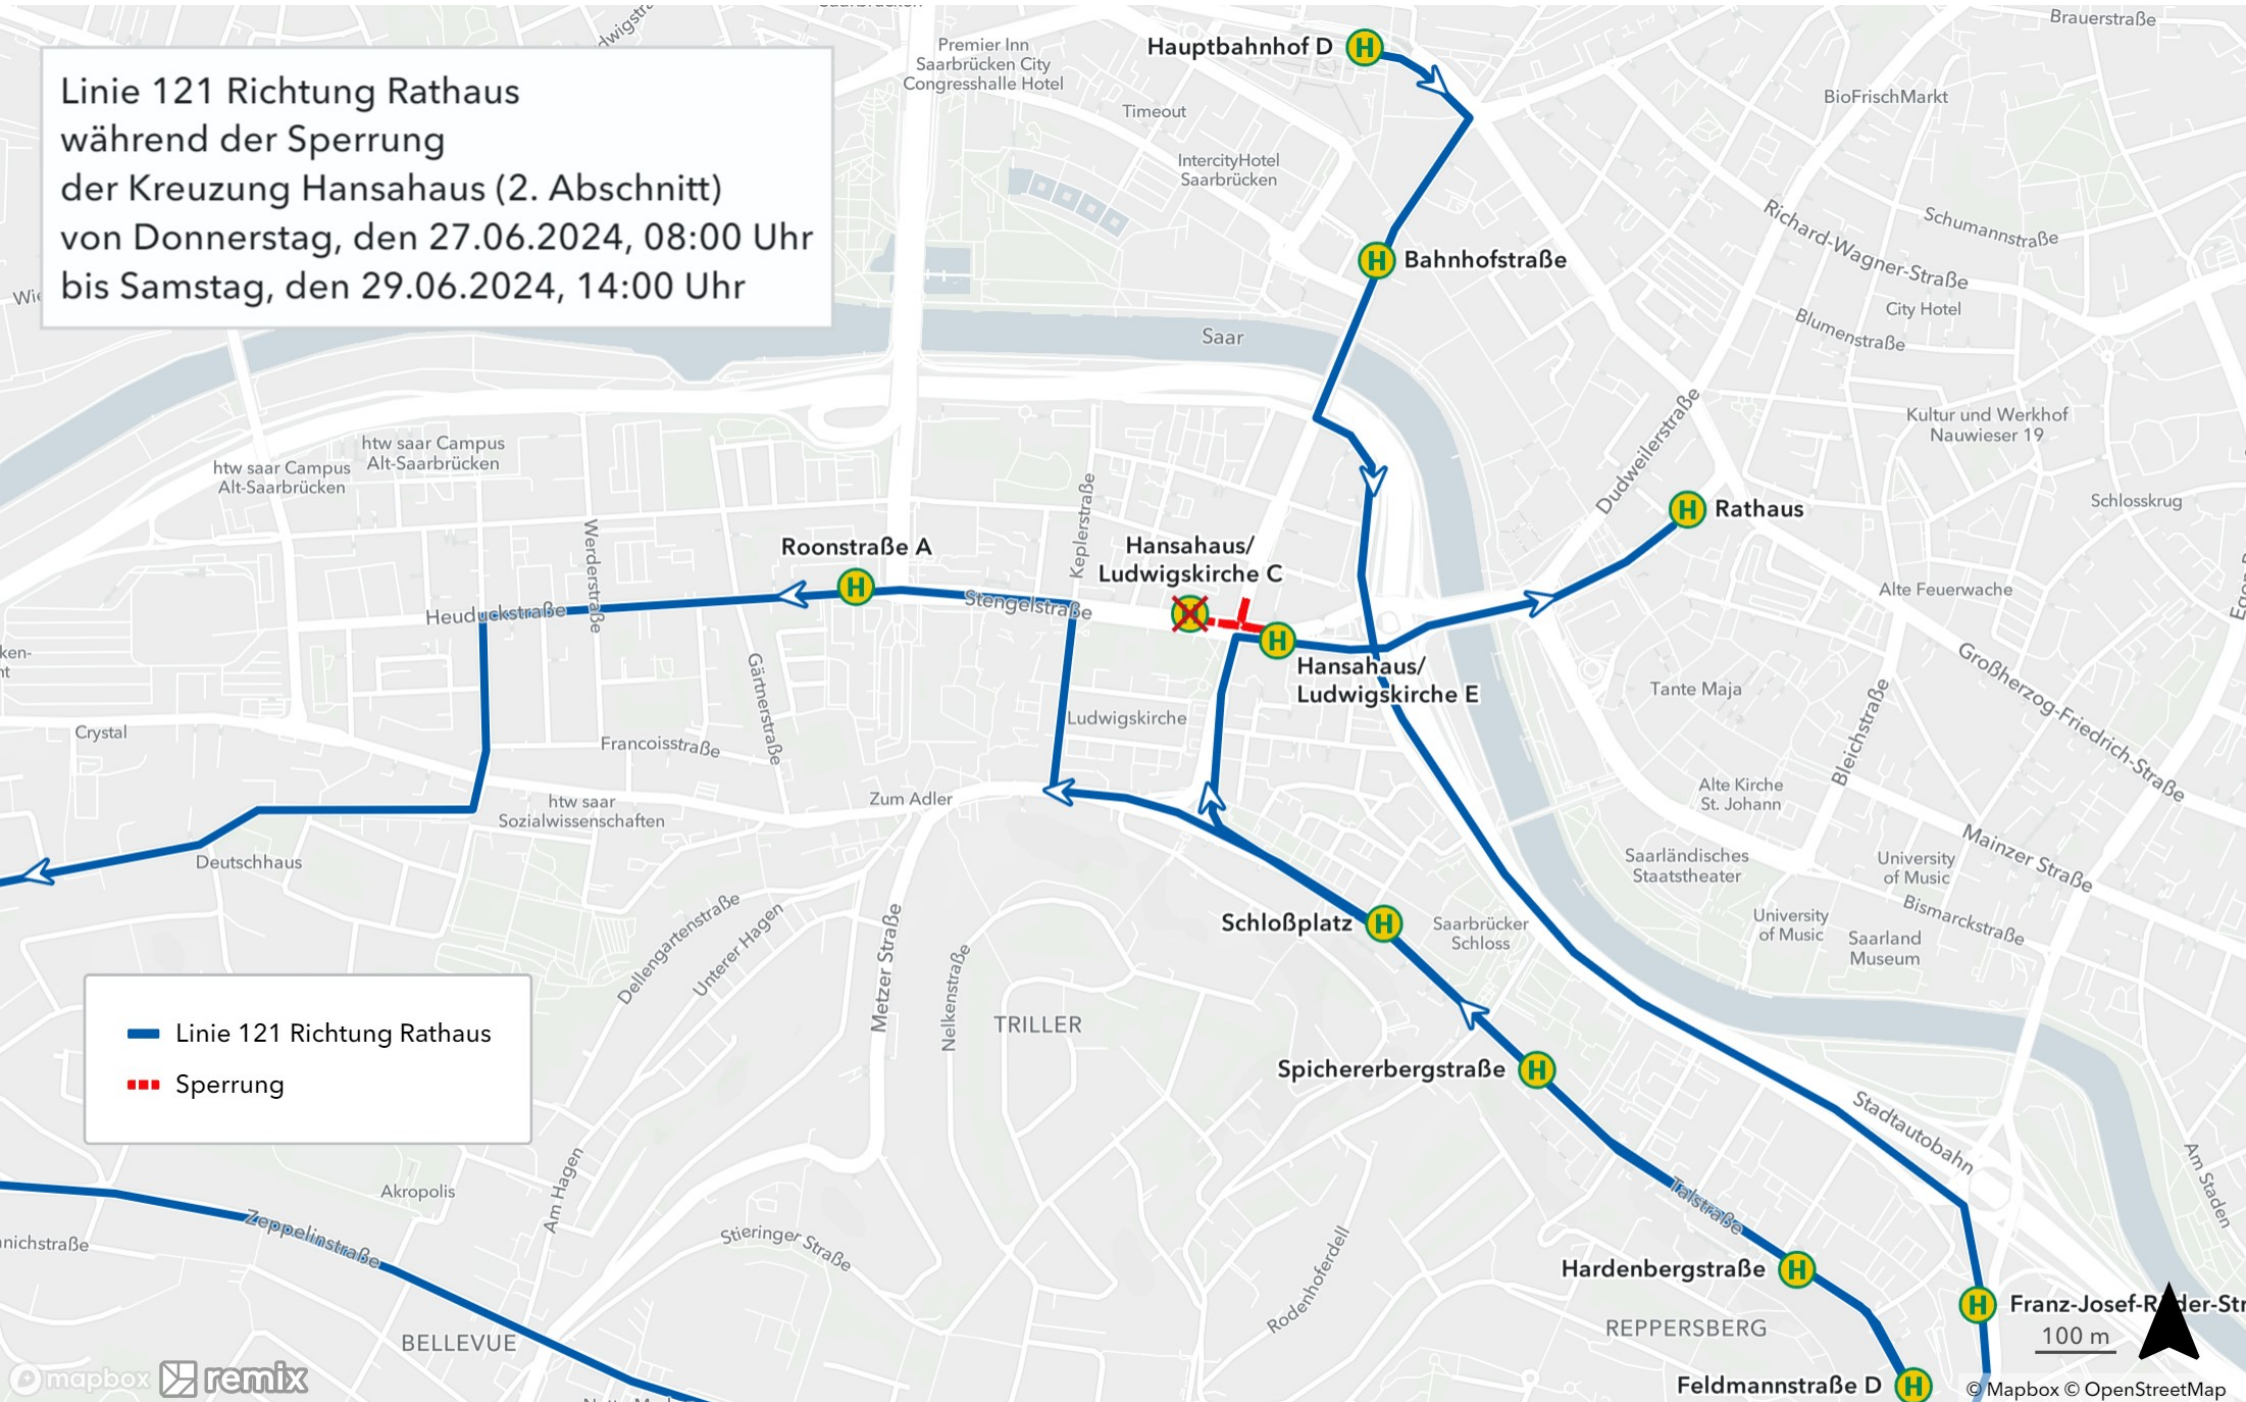 Linie 121 Richtung Rathaus
während der Sperrung
der Kreuzung Hansahaus (2. Abschnitt)
von Donnerstag, den 27.06.2024, 08:00 Uhr
bis Samstag, den 29.06.2024, 14:00 Uhr
Premier Inn
Saarbrücken City
Congresshalle Hotel
Hauptbahnhof D
H
Brauerstraße
Timeout
BioFrischMarkt
IntercityHotel
Saarbrücken
Richard-Wagner-Straße
Schumannstraße
H
Bahnhofstraße
City Hotel
Blumenstraße
Saar
Dudweilerstraße
Kultur und Werkhof
Nauwieser 19
htw saar Campus
Alt-Saarbrücken
htw saar Campus
Alt-Saarbrücken
Schlosskrug
Keplerstraße
H
Rathaus
Werderstraße
Roonstraße A
H
Hansahaus/
Ludwigskirche C
H
Alte Feuerwache
Heuduckstraße
Stengelstraße
H
Hansahaus/
Ludwigskirche E
Großherzog-Friedrich-Straße
Gärtnerstraße
Tante Maja
Bleichstraße
Ludwigskirche
Crystal
Francoisstraße
Zum Adler
htw saar
Sozialwissenschaften
Alte Kirche
St. Johann
Mainzer Straße
Deutschhaus
Saarländisches
Staatstheater
University
of Music
Bismarckstraße
Dellengartenstraße
Unterer Hagen
Metzer Straße
Nelkenstraße
Schloßplatz
H
Saarbrücker
Schloss
University
of Music
Saarland
Museum
Linie 121 Richtung Rathaus
Sperrung
TRILLER
Spichererbergstraße
H
Stadtautobahn
Am Staden
Am Hagen
Akropolis
Talstraße
Zeppelinstraße
Stieringer Straße
Rodenhoferdell
Hardenbergstraße
H
H
REPPERSBERG
100 m
BELLEVUE
mapbox
remix
Feldmannstraße D
H
© Mapbox © OpenStreetMap